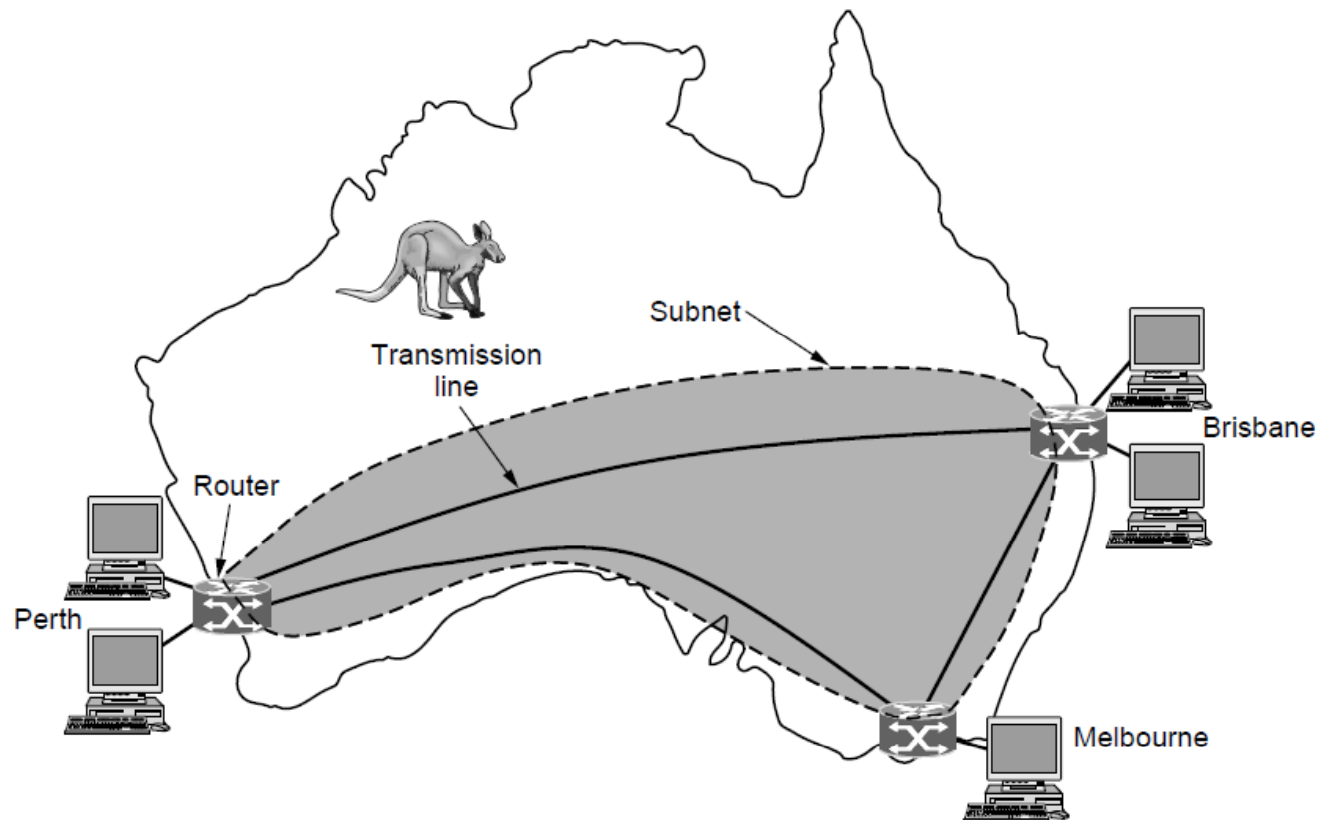 Subnet
Transmission
line
Brisbane
Router
Perth
Melbourne